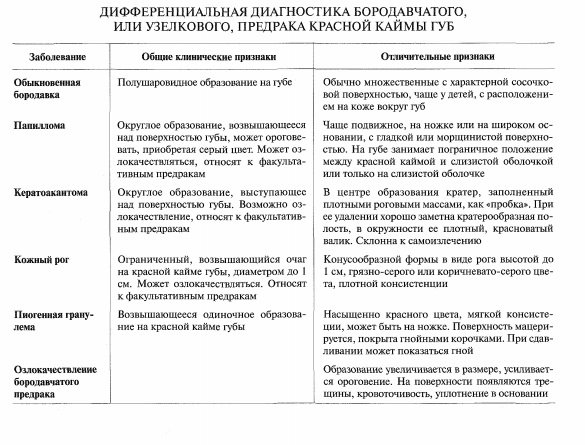 ДИФФЕРЕНЦИАЛЬНАЯ ДИАГНОСТИКА БОРОДАВЧАТОГО,
ИЛИ УЗЕЛКОВОГО, ПРЕДРАКА КРАСНОЙ КАЙМЫ ГУБ
Заболевание
Общие клинические признаки
Отличительные признаки
Обыкновенная
бородавка
Полушаровидное образование на губе
Обычно множественные с характерной сосочко-
вой поверхностью, чаще у детей, с расположени-
ем на коже вокруг губ
Папиллома
Округлое образование, возвышающееся
над поверхностью губы, может орогове-
вать, приобретая серый цвет. Может оз-
локачествляться, относят к факульта-
тивным предракам
Чаще подвижное, на ножке или на широком ос-
новании, с гладкой или морщинистой поверхно-
стью. На губе занимает пограничное положение
между красной каймой и слизистой оболочкой
или только на слизистой оболочке
Кератоакантома
Округлое образование, выступающее
над поверхностью губы. Возможно оз-
локачествление, относят к факультатив-
ным предракам
В центре образования кратер, заполненный
плотными роговыми массами, как «пробка». При
ее удалении хорошо заметна кратерообразная по-
лость, в окружности ее плотный, красноватый
валик. Склонна к самоизлечению
Кожный рог
Ограниченный, возвышающийся очаг
на красной кайме губы, диаметром до 1
см. Может озлокачествляться. Относят
к факультативным предракам
Конусообразной формы в виде рога высотой до
1 см, грязно-серого или коричневато-серого цве-
та, плотной консистенции
Пиогенная грану-
лема
Возвышающееся одиночное образова-
ние на красной кайме губы
Насыщенно красного цвета, мягкой консистен-
ции, может быть на ножке. Поверхность мацери-
руется, покрыта гнойными корочками. При сдав-
ливании может показаться гной
Озлокачествление
бородавчатого
предрака
Образование увеличивается в размере, усиливает-
ся ороговение. На поверхности появляются тре-
щины, кровоточивость, уплотнение в основании